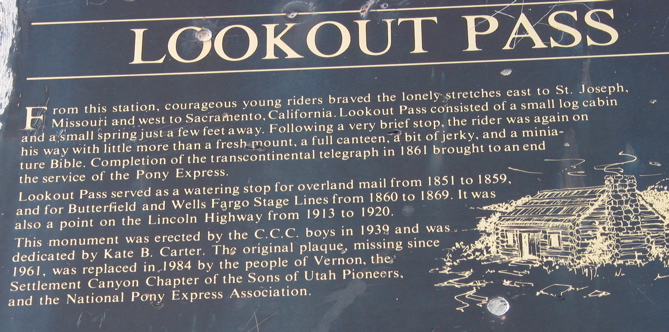 LOOKOUT PASS
From this station, courageous young riders braved the lonely stretches east to St. Joseph,
Missouri and west to Sacramento, California. Lookout Pass consisted of a small log cabin
and a small spring just a few feet away. Following a very brief stop, the rider was again on
his way with little more than a fresh mount, a full canteen, a bit of jerky, and a minia-
ture Bible. Completion of the transcontinental telegraph in 1861 brought to an end
the service of the Pony Express.
Lookout Pass served as a watering stop for overland mail from 1851 to 1859,
and for Butterfield and Wells Fargo Stage Lines from 1860 to 1869. It was
also a point on the Lincoln Highway from 1913 to 1920.
This monument was erected by the C.C.C. boys in 1939 and was
dedicated by Kate B. Carter. The original plaque, missing since
1961, was replaced in 1984 by the people of Vernon, the
Settlement Canyon Chapter of the Sons of Utah Pioneers,
and the National Pony Express Association.